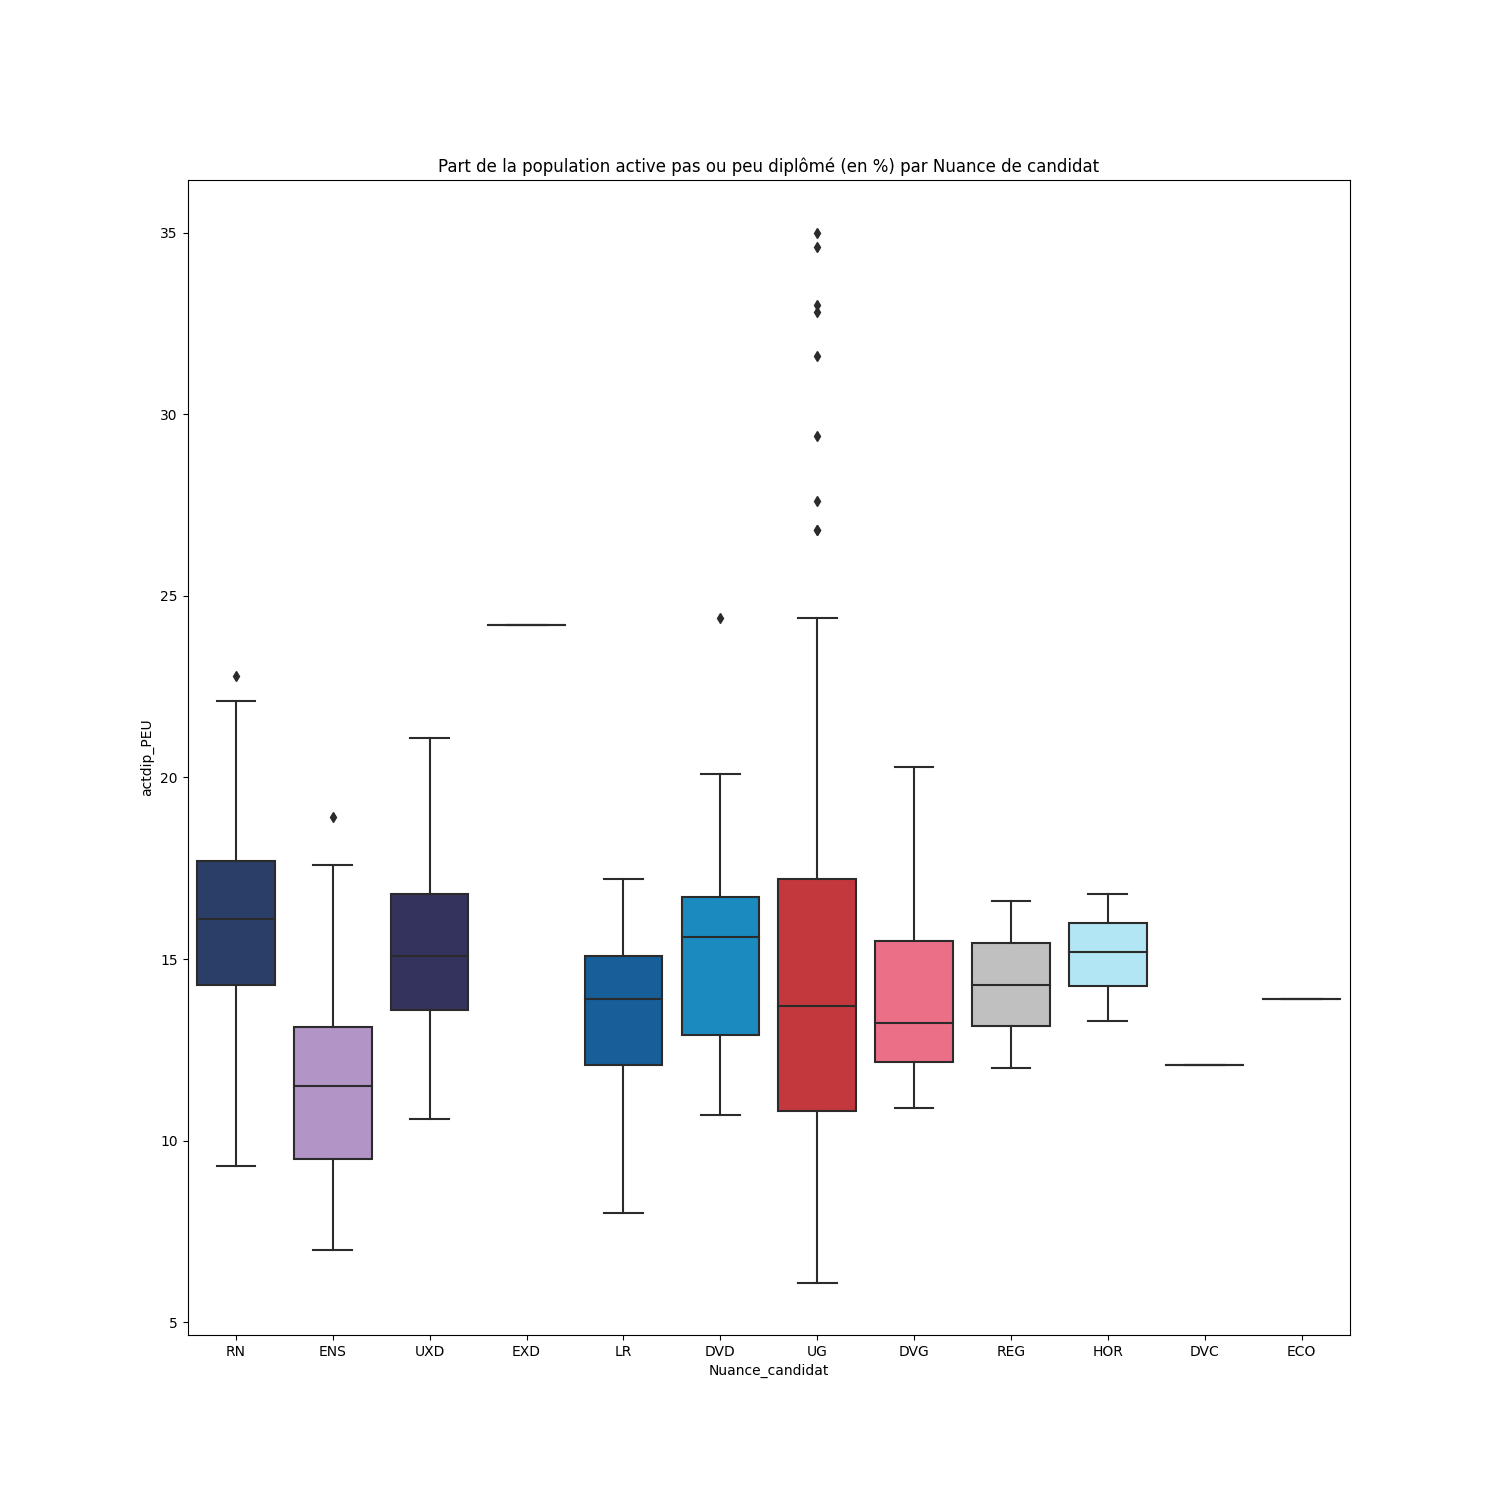 Part de la population active pas ou peu diplômé (en %) par Nuance de candidat
35
30
25
20
15
10
5
actdip_PEU
RN ENS UXD EXD LR DVD UG DVG REG HOR DVC ECO
Nuance_candidat